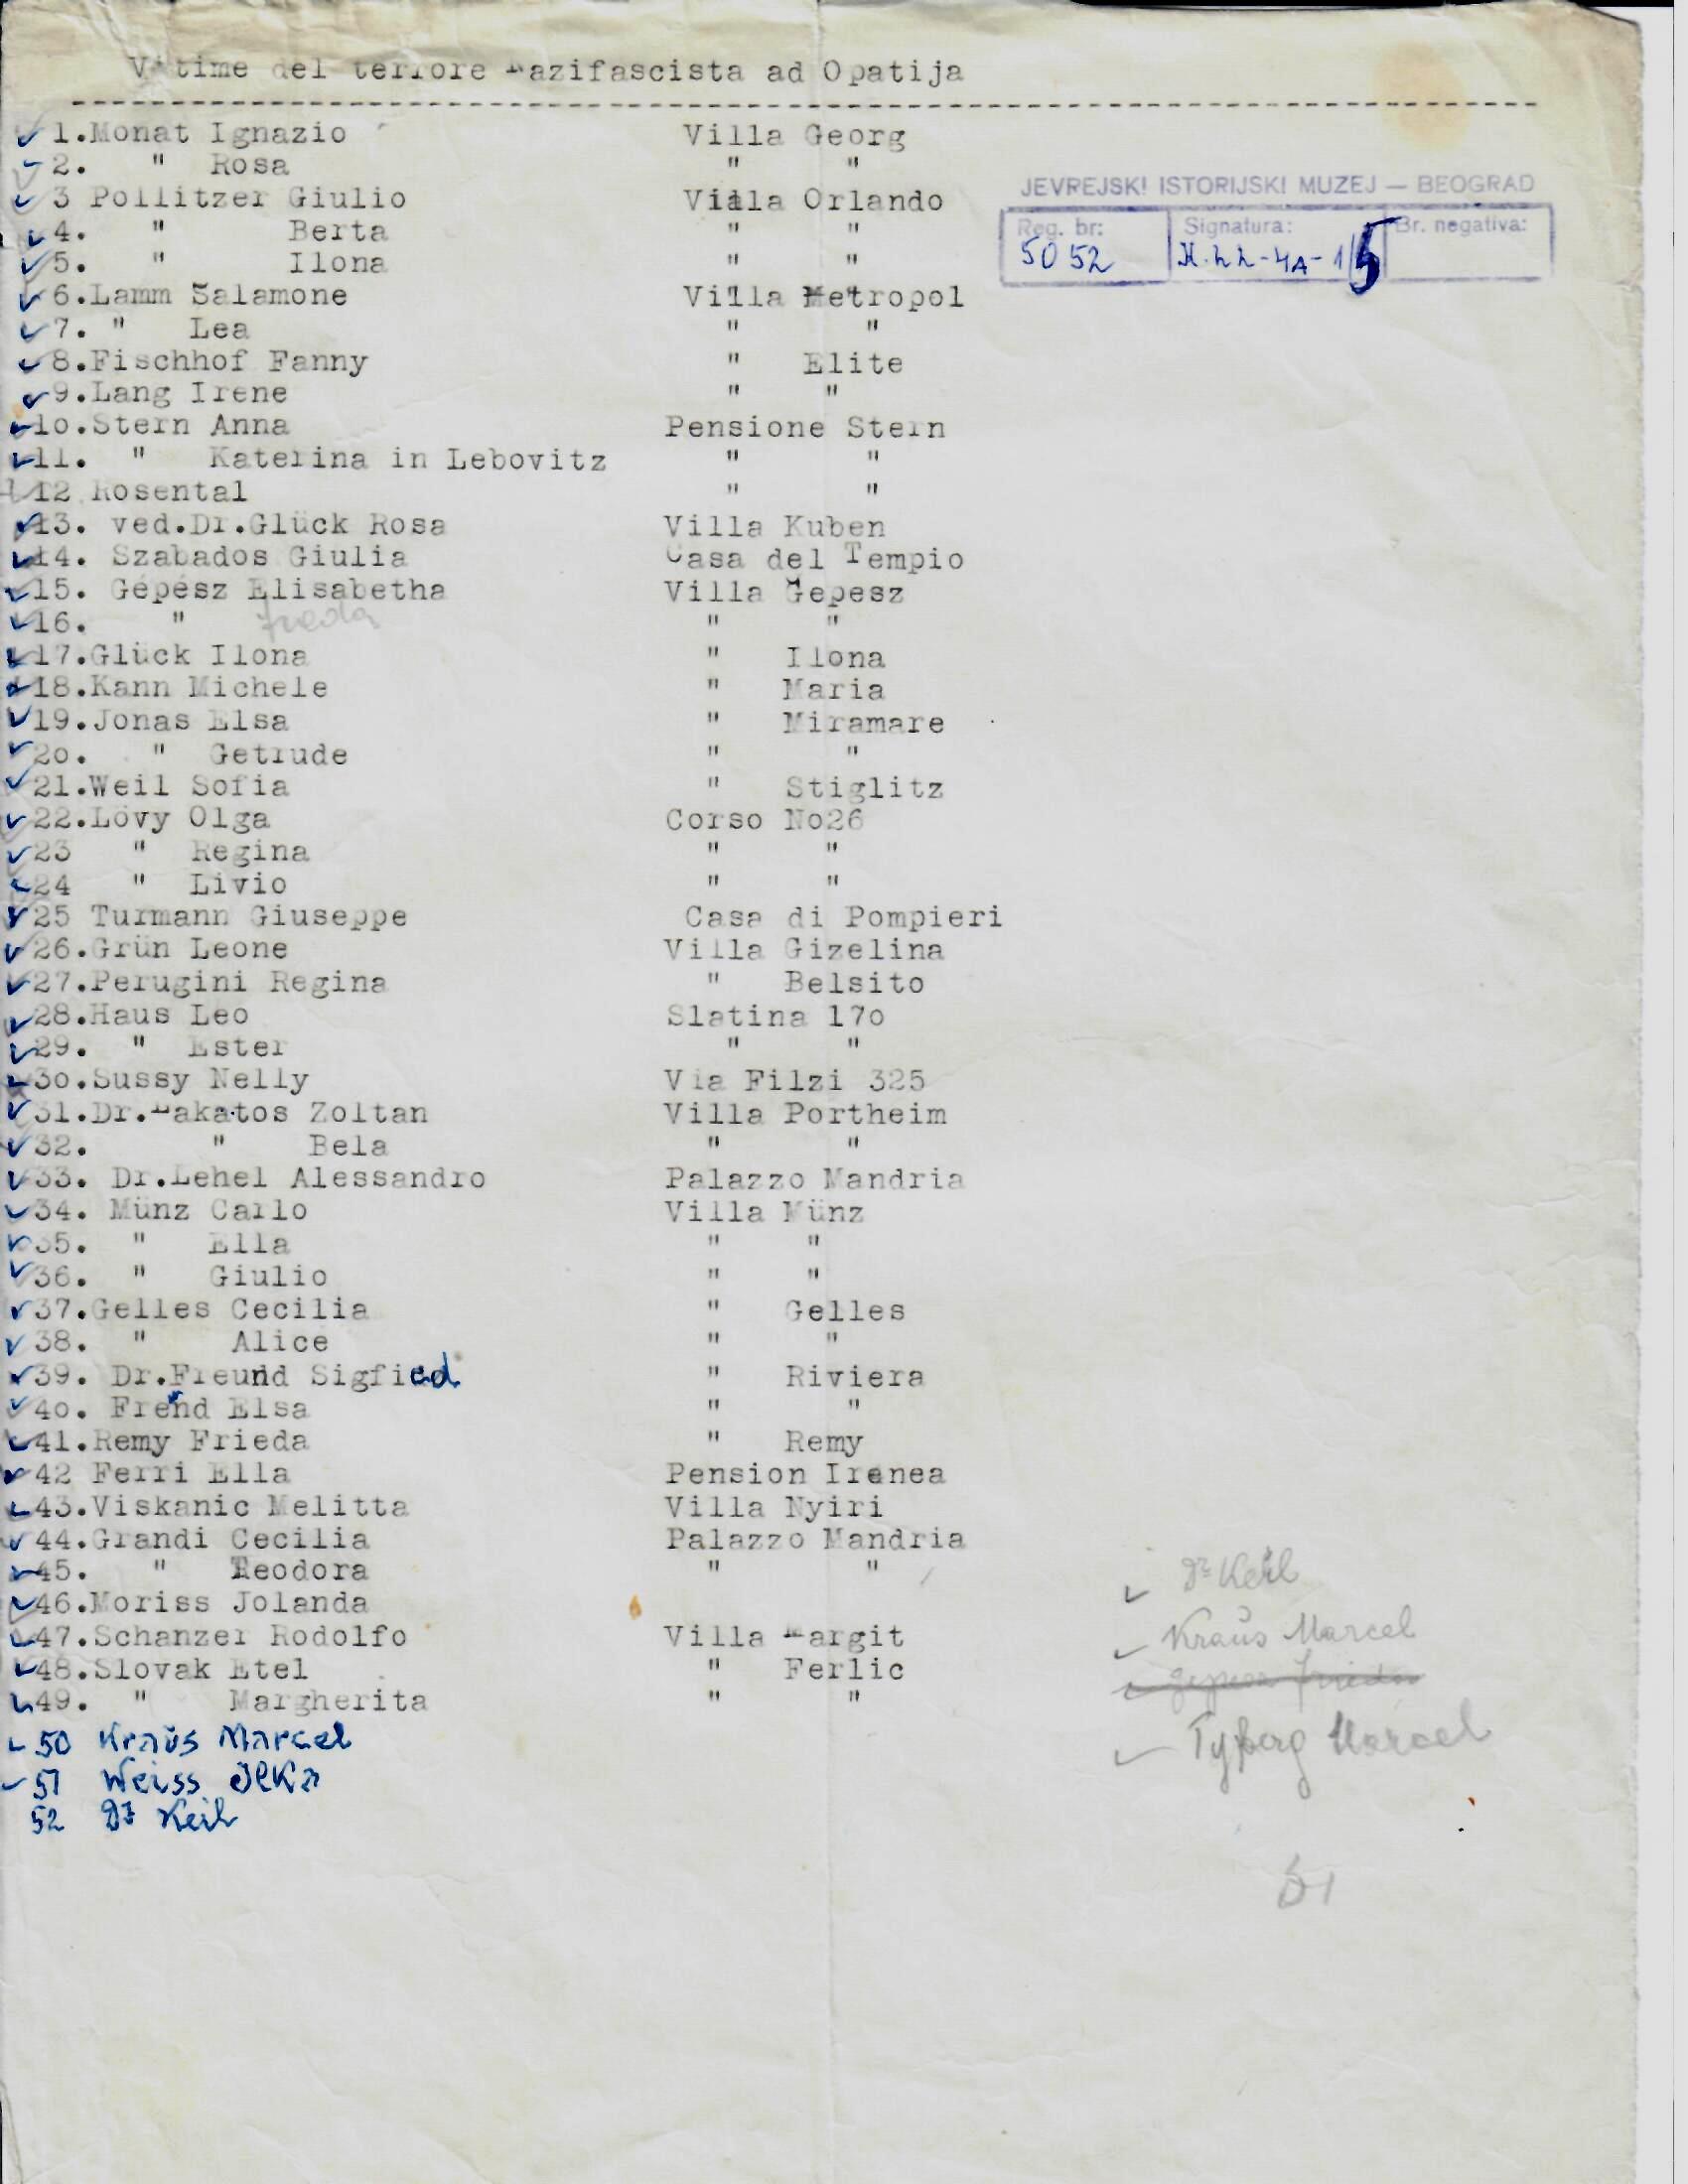 Vitime del terrore Nazifascista ad Opatija
1.Monat Ignazio Villa Georg
2. " Rosa " "
3 Pollitzer Giulio Villa Orlando
4. " Berta " "
5. " Ilona " "
6.Lamm Salamone Villa Metropol
7. " Lea " "
8.Fischhof Fanny " Elite
9.Lang Irene " "
1o.Stern Anna Pensione Stern
11. " Katerina in Lebovitz " "
12 Rosental " "
13. ved.Dr.Glück Rosa Villa Kuben
14. Szabados Giulia Casa del Tempio
15. Gépész Elisabetha Villa Gepesz
16. " Frieda " "
17.Glück Ilona " Ilona
18.Kann Michele " Maria
19.Jonas Elsa " Miramare
2o. " Getrude " "
21.Weil Sofia " Stiglitz
22.Lövy Olga Corso No26
23 " Regina " "
24 " Livio " "
25 Turmann Giuseppe Casa di Pompieri
26.Grün Leone Villa Gizelina
27.Perugini Regina " Belsito
28.Haus Leo Slatina 17o
29. " Ester " "
3o.Sussy Nelly Via Filzi 325
31.Dr.Lakatos Zoltan Villa Portheim
32. " Bela " "
33. Dr.Lehel Alessandro Palazzo Mandria
34. Münz Carlo Villa Münz
35. " Ella " "
36. " Giulio " "
37.Gelles Cecilia " Gelles
38. " Alice " "
39. Dr.Freund Sigfied " Riviera
4o. Frend Elsa " "
41.Remy Frieda " Remy
42 Ferri Ella Pension Irenea
43.Viskanic Melitta Villa Nyiri
44.Grandi Cecilia Palazzo Mandria
45. " Teodora " "
46.Moriss Jolanda
47.Schanzer Rodolfo Villa Margit
48.Slovak Etel " Ferlic
49. " Margherita " "
50 Kraus Marcel
51 Weiss Jlka
52 Dr Keil
JEVREJSKI ISTORIJSKI MUZEJ — BEOGRAD
Reg. br: Signatura: Br. negativa:
5052
Dr Keil
Kraus Marcel
Gepesz Frieda
Tyberg Marcel
51